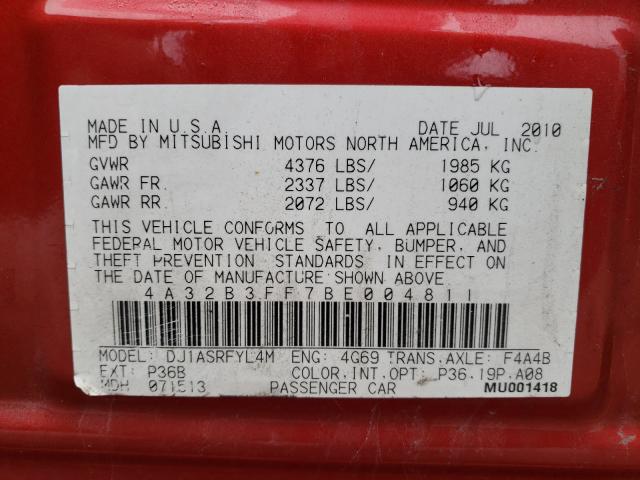 MADE IN U.S.A. DATE JUL 2010
MFD BY MITSUBISHI MOTORS NORTH AMERICA, INC.
GVWR 4376 LBS/ 1985 KG
GAWR FR. 2337 LBS/ 1060 KG
GAWR RR. 2072 LBS/ 940 KG
THIS VEHICLE CONFORMS TO ALL APPLICABLE
FEDERAL MOTOR VEHICLE SAFETY, BUMPER, AND
THEFT PREVENTION STANDARDS IN EFFECT ON
THE DATE OF MANUFACTURE SHOWN ABOVE.
4A32B3FF7BE004811
MODEL: DJ1ASRFYL4M ENG: 4G69 TRANS.AXLE: F4A4B
EXT: P36B COLOR.INT.OPT: P36.19P.A08
MDH 071513 PASSENGER CAR MU001418